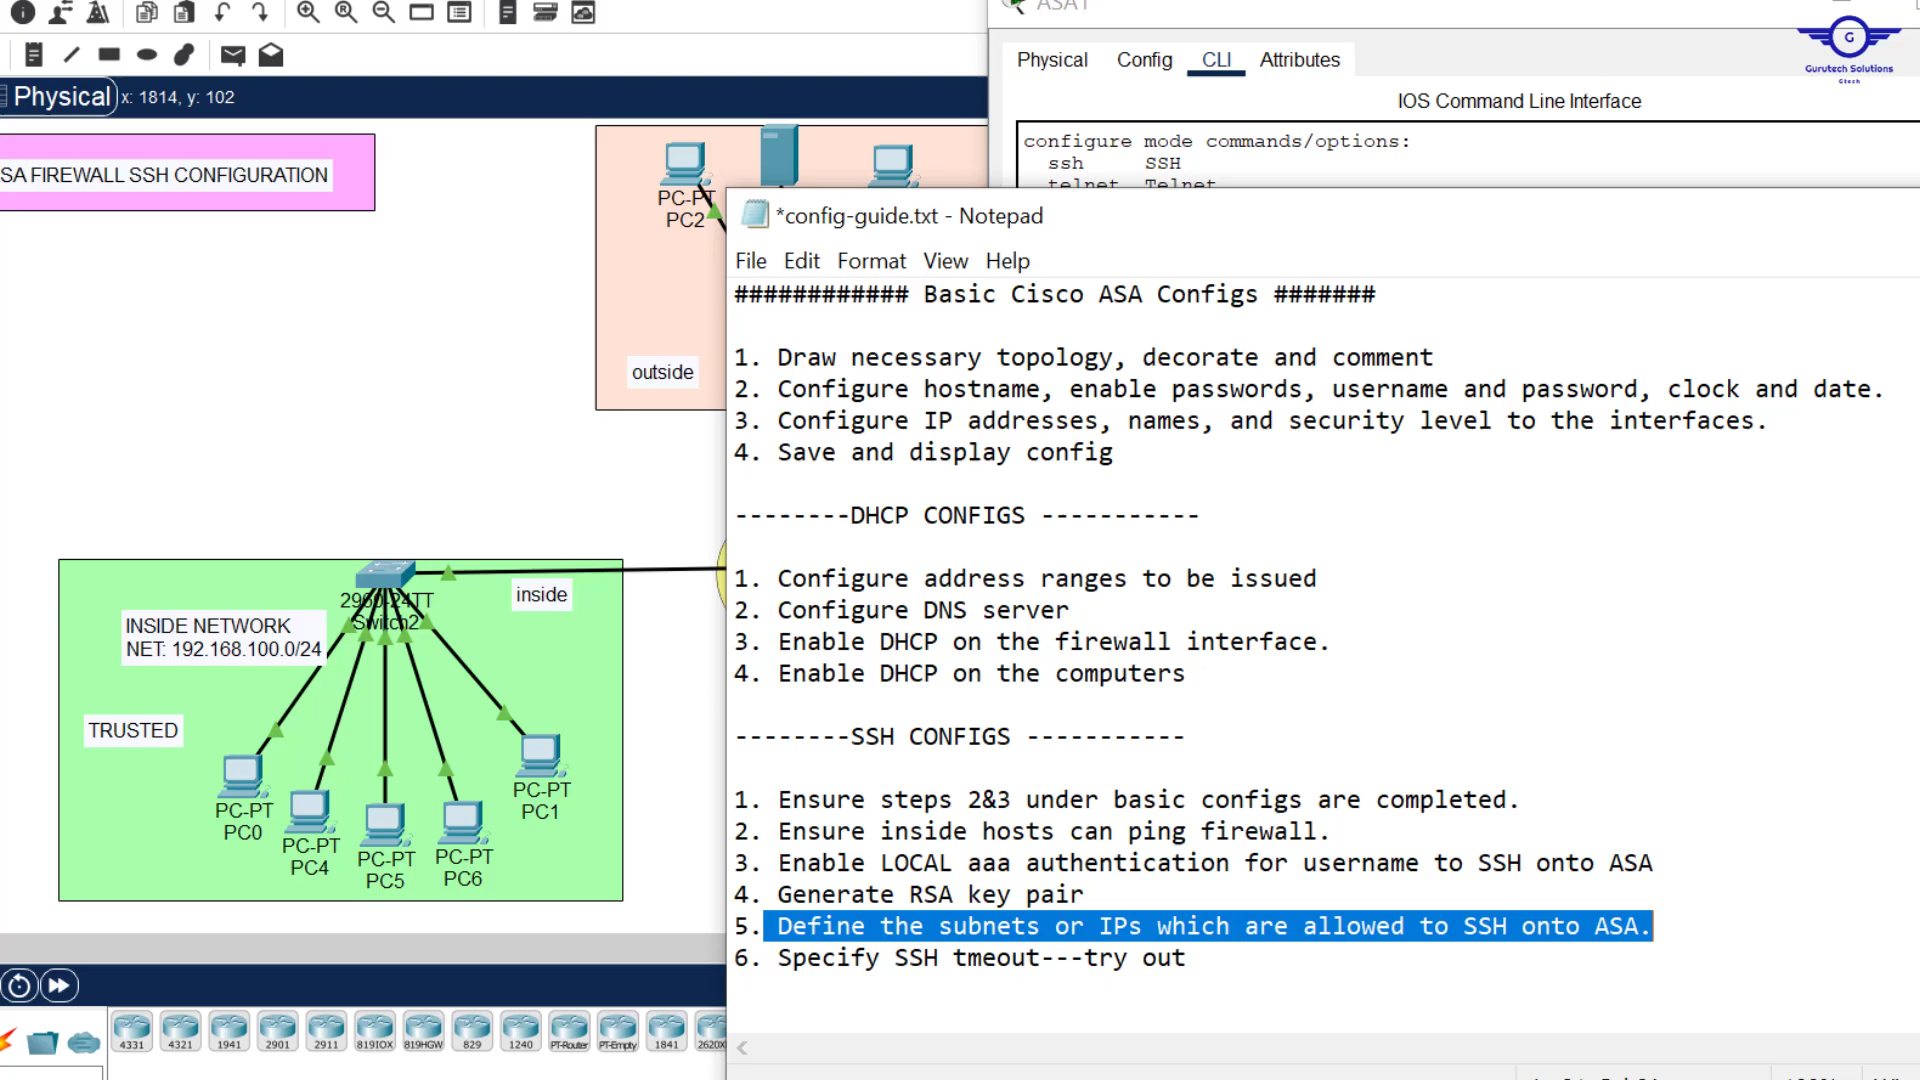 ASA1
G
Gurutech Solutions
Gtech
Physical
Config
CLI
Attributes
IOS Command Line Interface
configure mode commands/options:
ssh SSH
telnet Telnet
Physical
x: 1814, y: 102
SA FIREWALL SSH CONFIGURATION
PC-PT
PC2
outside
*config-guide.txt - Notepad
File Edit Format View Help
############ Basic Cisco ASA Configs #######
1. Draw necessary topology, decorate and comment
2. Configure hostname, enable passwords, username and password, clock and date.
3. Configure IP addresses, names, and security level to the interfaces.
4. Save and display config
--------DHCP CONFIGS -----------
1. Configure address ranges to be issued
2. Configure DNS server
3. Enable DHCP on the firewall interface.
4. Enable DHCP on the computers
--------SSH CONFIGS -----------
1. Ensure steps 2&3 under basic configs are completed.
2. Ensure inside hosts can ping firewall.
3. Enable LOCAL aaa authentication for username to SSH onto ASA
4. Generate RSA key pair
5. Define the subnets or IPs which are allowed to SSH onto ASA.
6. Specify SSH tmeout---try out
2960-24TT
Switch2
inside
INSIDE NETWORK
NET: 192.168.100.0/24
TRUSTED
PC-PT
PC0
PC-PT
PC4
PC-PT
PC5
PC-PT
PC6
PC-PT
PC1
4331
4321
1941
2901
2911
819IOX
819HGW
829
1240
PT-Router
PT-Empty
1841
2620X